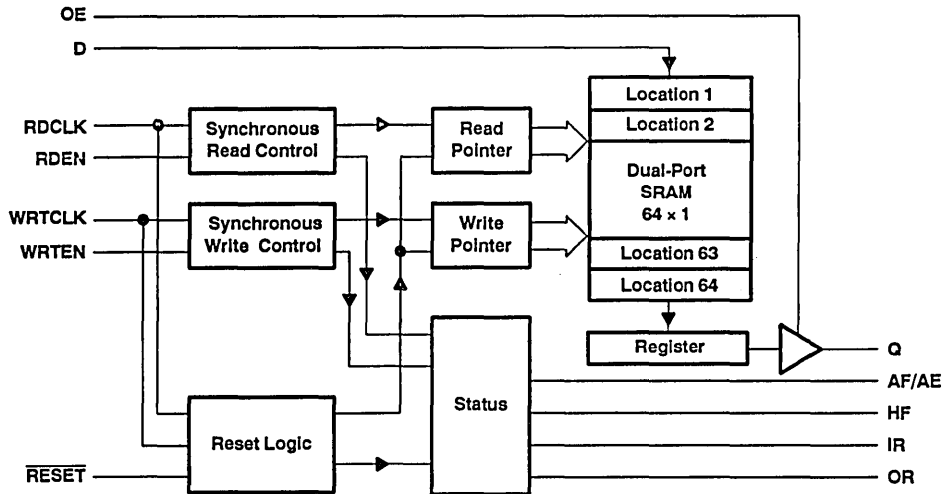 OE
D
Location 1
Location 2
RDCLK
RDEN
Synchronous
Read Control
Read
Pointer
Dual-Port
SRAM
64 × 1
WRTCLK
WRTEN
Synchronous
Write Control
Write
Pointer
Location 63
Location 64
Register
Q
AF/AE
HF
IR
OR
Status
Reset Logic
RESET